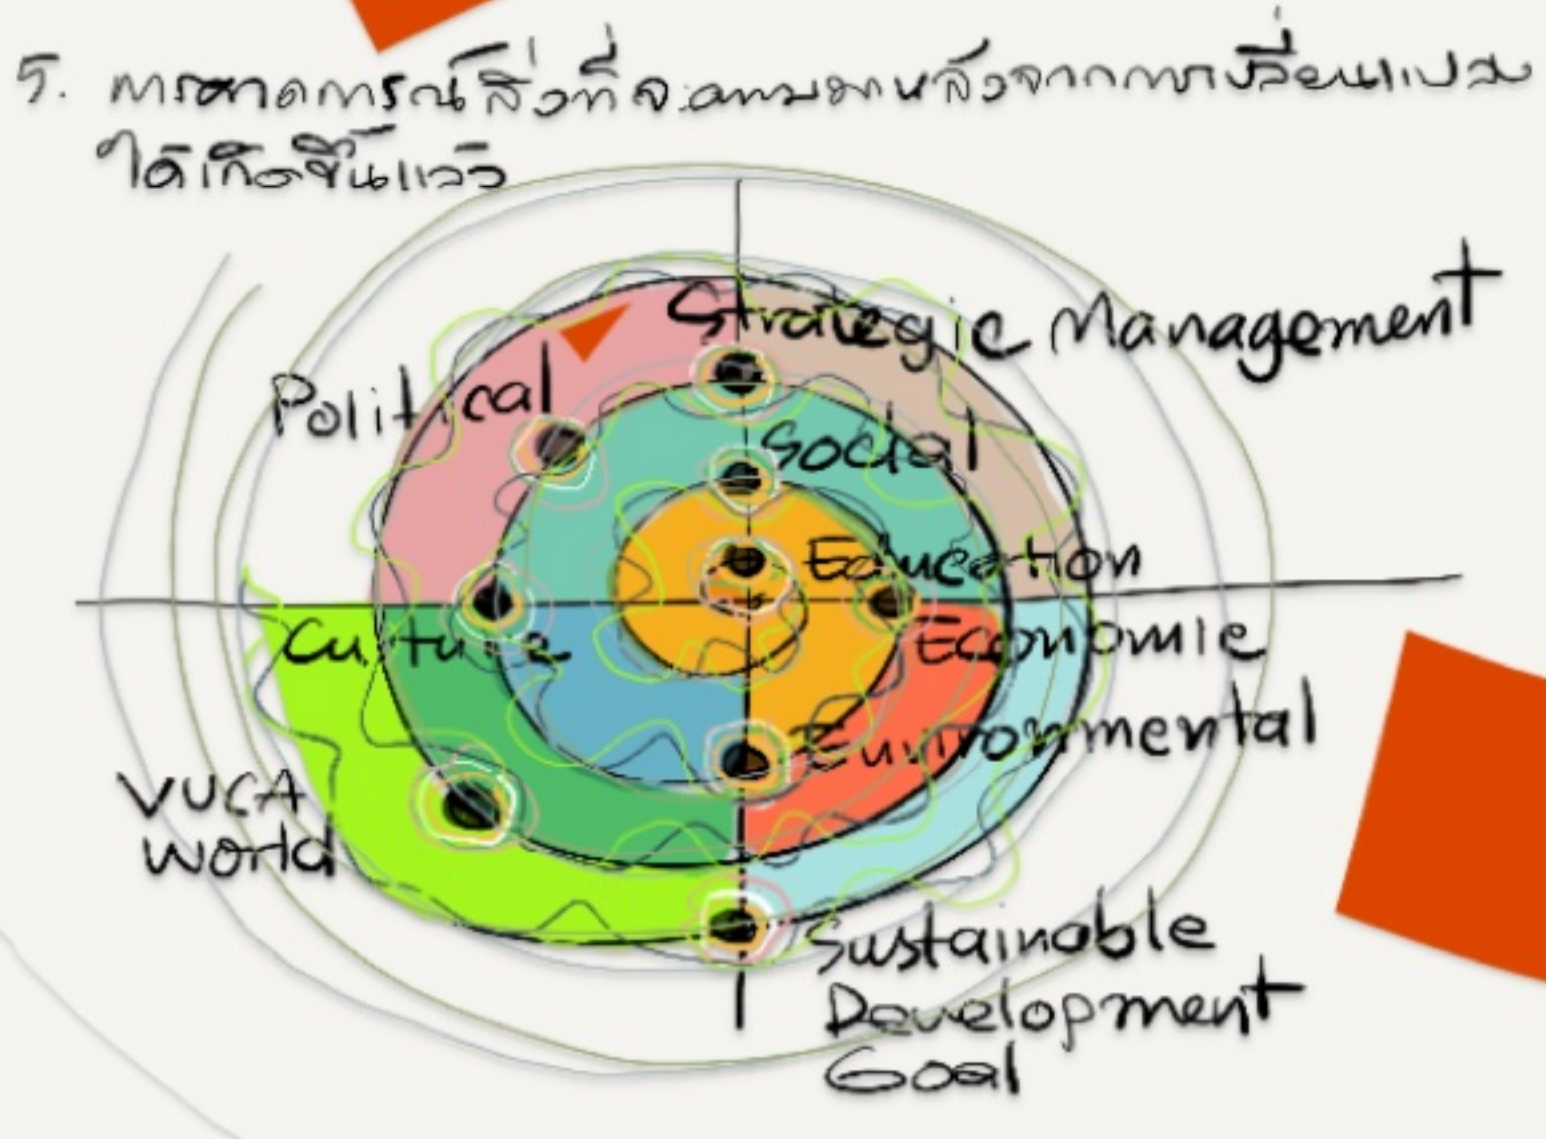 5. การคาดการณ์สิ่งที่จะตามมาหลังจากการเปลี่ยนแปลง
ได้เกิดขึ้นแล้ว
Strategic Management
Political
Social
Education
Culture
Economic
Environmental
VUCA
World
Sustainable
Development
Goal